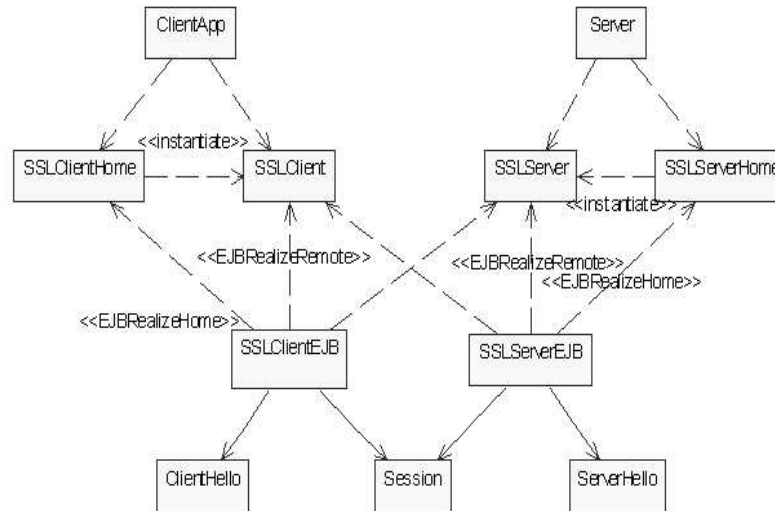 ClientApp
Server
<<instantiate>>
SSLClientHome
SSLClient
SSLServer
SSLServerHome
<<instantiate>>
<<EJBRealizeRemote>>
<<EJBRealizeRemote>>
<<EJBRealizeHome>>
<<EJBRealizeHome>>
SSLClientEJB
SSLServerEJB
ClientHello
Session
ServerHello